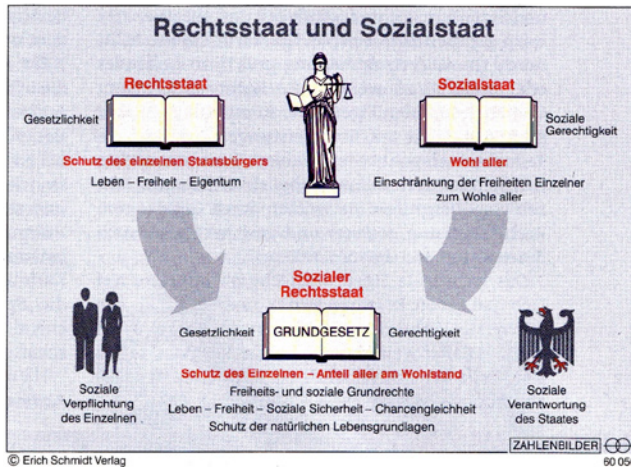 Rechtsstaat und Sozialstaat
Rechtsstaat
Gesetzlichkeit
Schutz des einzelnen Staatsbürgers
Leben – Freiheit – Eigentum
Sozialstaat
Soziale
Gerechtigkeit
Wohl aller
Einschränkung der Freiheiten Einzelner
zum Wohle aller
Sozialer
Rechtsstaat
Gesetzlichkeit
GRUNDGESETZ
Gerechtigkeit
Schutz des Einzelnen – Anteil aller am Wohlstand
Freiheits- und soziale Grundrechte
Leben – Freiheit – Soziale Sicherheit – Chancengleichheit
Schutz der natürlichen Lebensgrundlagen
Soziale
Verpflichtung
des Einzelnen
Soziale
Verantwortung
des Staates
ZAHLENBILDER
© Erich Schmidt Verlag